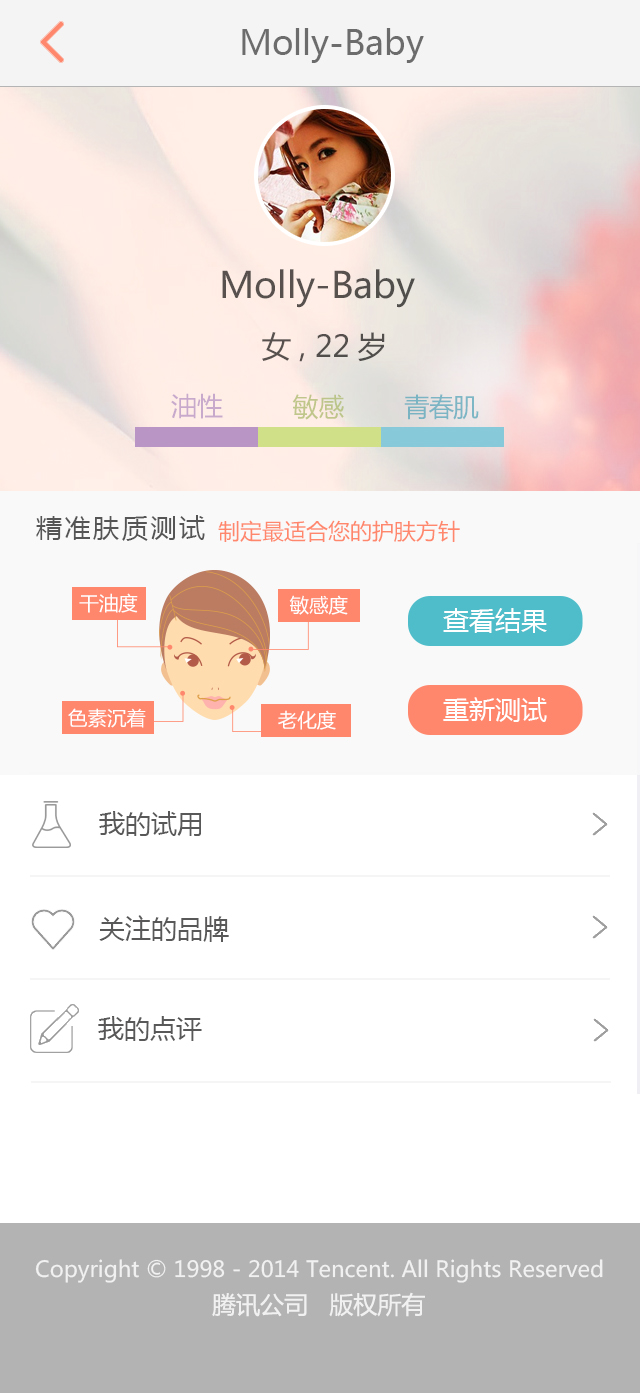 Molly-Baby
Molly-Baby
女 , 22 岁
油性 敏感 青春肌
精准肤质测试 制定最适合您的护肤方针
干油度 敏感度
查看结果
色素沉着 老化度
重新测试
我的试用
关注的品牌
我的点评
Copyright © 1998 - 2014 Tencent. All Rights Reserved
腾讯公司 版权所有